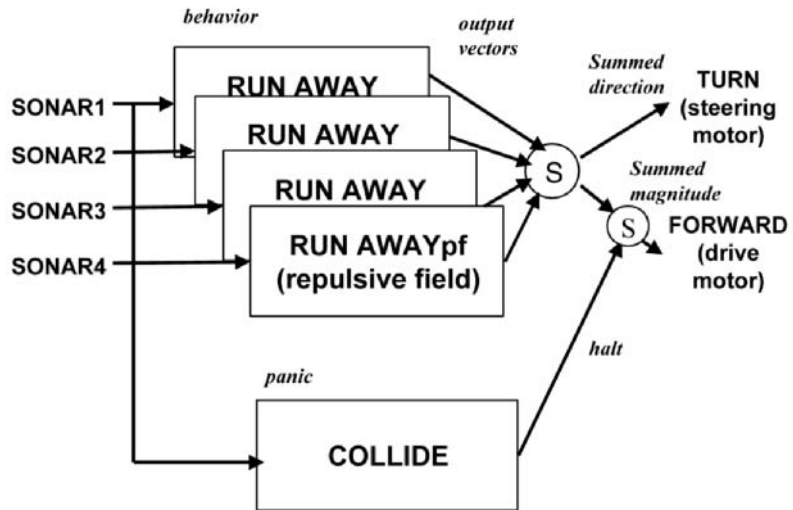 behavior
output
vectors
RUN AWAY
Summed
direction
TURN
(steering
motor)
SONAR1
RUN AWAY
SONAR2
S
RUN AWAY
Summed
magnitude
SONAR3
S
FORWARD
(drive
motor)
RUN AWAYpf
(repulsive field)
SONAR4
halt
panic
COLLIDE